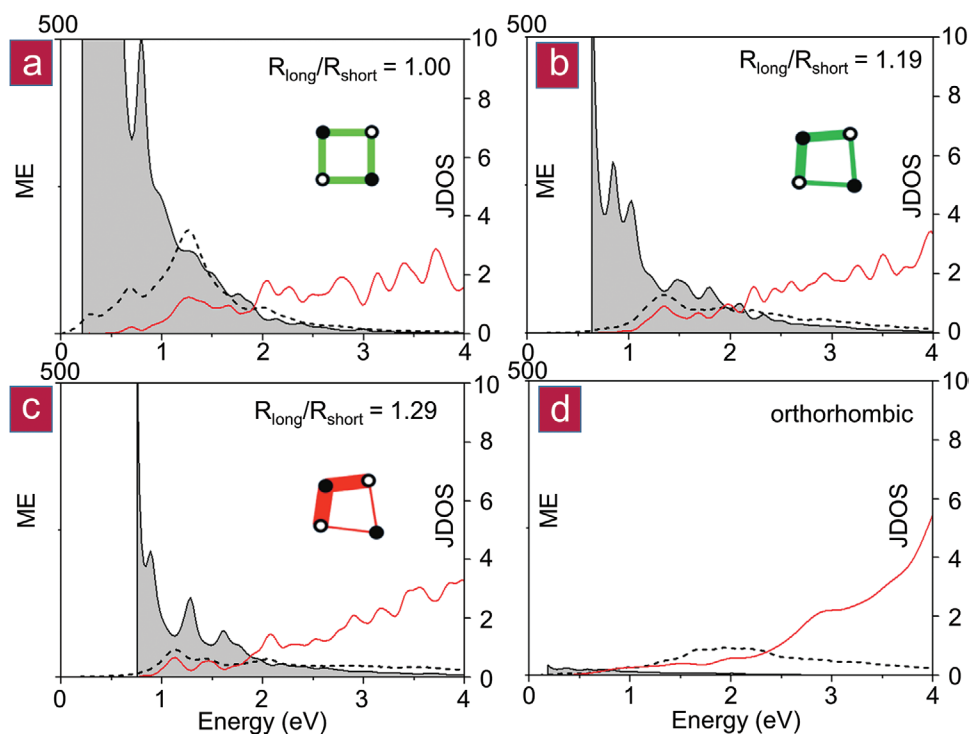 500
a
R_long/R_short = 1.00
ME
JDOS
10
8
6
4
2
0
0 1 2 3 4
b
R_long/R_short = 1.19
ME
JDOS
10
8
6
4
2
0
0 1 2 3 4
500
c
R_long/R_short = 1.29
ME
JDOS
10
8
6
4
2
0
0 1 2 3 4
Energy (eV)
500
d
orthorhombic
ME
JDOS
10
8
6
4
2
0
0 1 2 3 4
Energy (eV)